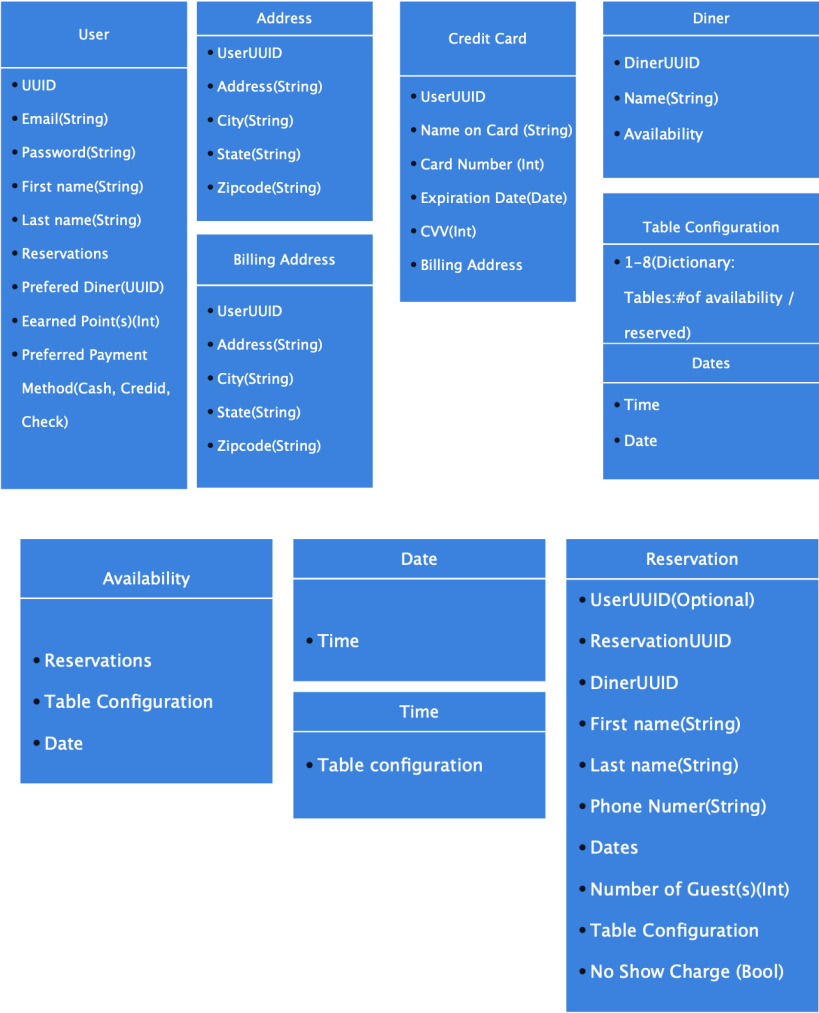 User
UUID
Email(String)
Password(String)
First name(String)
Last name(String)
Reservations
Prefered Diner(UUID)
Eearned Point(s)(Int)
Preferred Payment
Method(Cash, Credid,
Check)
Address
UserUUID
Address(String)
City(String)
State(String)
Zipcode(String)
Billing Address
UserUUID
Address(String)
City(String)
State(String)
Zipcode(String)
Credit Card
UserUUID
Name on Card (String)
Card Number (Int)
Expiration Date(Date)
CVV(Int)
Billing Address
Diner
DinerUUID
Name(String)
Availability
Table Configuration
1-8(Dictionary:
Tables:#of availability /
reserved)
Dates
Time
Date
Availability
Reservations
Table Configuration
Date
Date
Time
Time
Table configuration
Reservation
UserUUID(Optional)
ReservationUUID
DinerUUID
First name(String)
Last name(String)
Phone Numer(String)
Dates
Number of Guest(s)(Int)
Table Configuration
No Show Charge (Bool)